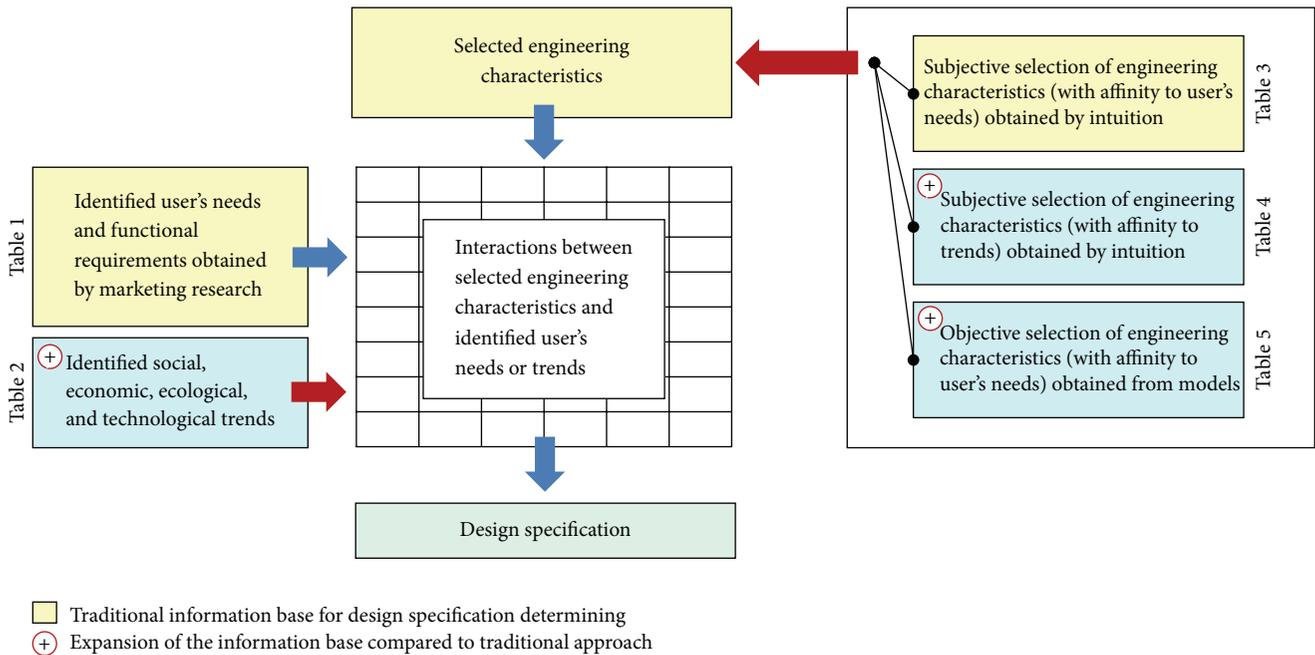 Selected engineering
characteristics
Subjective selection of engineering
characteristics (with affinity to user's
needs) obtained by intuition
Table 3
Table 1
Identified user's needs
and functional
requirements obtained
by marketing research
Interactions between
selected engineering
characteristics and
identified user's
needs or trends
+
Subjective selection of engineering
characteristics (with affinity to
trends) obtained by intuition
Table 4
Table 2
+
Identified social,
economic, ecological,
and technological trends
+
Objective selection of engineering
characteristics (with affinity to
user's needs) obtained from models
Table 5
Design specification
Traditional information base for design specification determining
+ Expansion of the information base compared to traditional approach